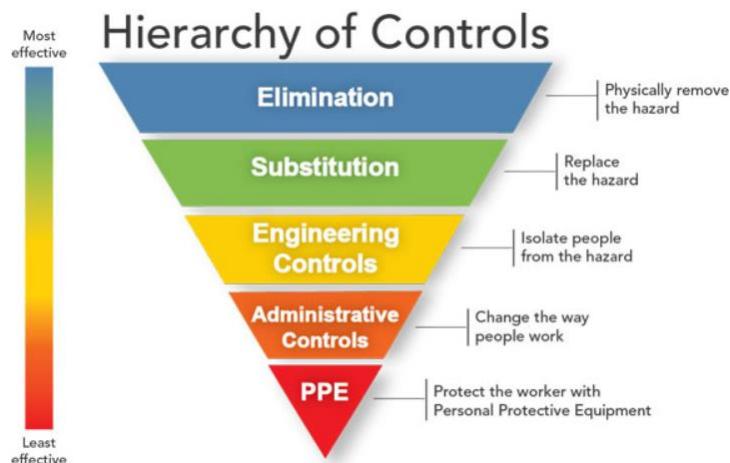 Hierarchy of Controls
Most
effective
Elimination
Physically remove
the hazard
Substitution
Replace
the hazard
Engineering
Controls
Isolate people
from the hazard
Administrative
Controls
Change the way
people work
PPE
Protect the worker with
Personal Protective Equipment
Least
effective